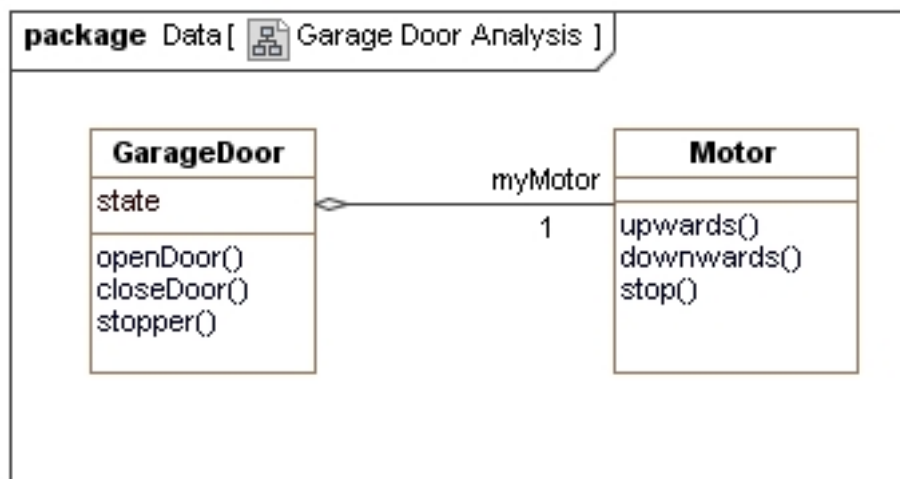 package Data[ Garage Door Analysis ]
GarageDoor
state
openDoor()
closeDoor()
stopper()
myMotor
1
Motor
upwards()
downwards()
stop()